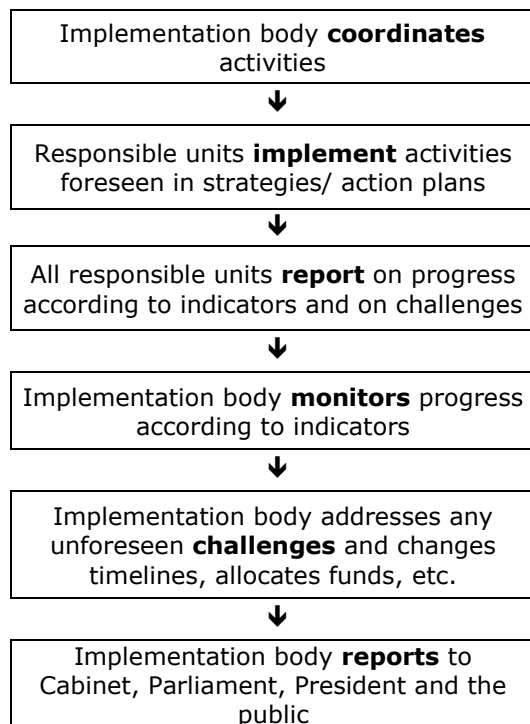 Implementation body coordinates
activities
Responsible units implement activities
foreseen in strategies/ action plans
All responsible units report on progress
according to indicators and on challenges
Implementation body monitors progress
according to indicators
Implementation body addresses any
unforeseen challenges and changes
timelines, allocates funds, etc.
Implementation body reports to
Cabinet, Parliament, President and the
public